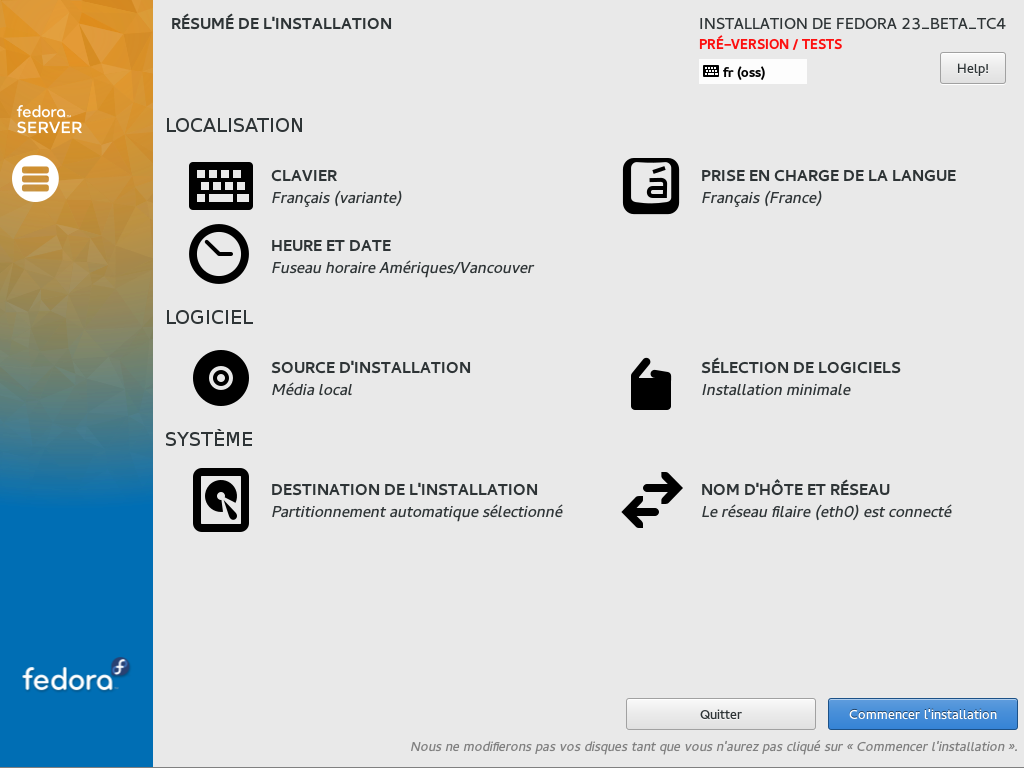 RÉSUMÉ DE L'INSTALLATION
INSTALLATION DE FEDORA 23_BETA_TC4
PRÉ-VERSION / TESTS
fr (oss)
Help!
fedora
SERVER
LOCALISATION
CLAVIER
Français (variante)
PRISE EN CHARGE DE LA LANGUE
Français (France)
HEURE ET DATE
Fuseau horaire Amériques/Vancouver
LOGICIEL
SOURCE D'INSTALLATION
Média local
SÉLECTION DE LOGICIELS
Installation minimale
SYSTÈME
DESTINATION DE L'INSTALLATION
Partitionnement automatique sélectionné
NOM D'HÔTE ET RÉSEAU
Le réseau filaire (eth0) est connecté
fedora
Quitter
Commencer l'installation
Nous ne modifierons pas vos disques tant que vous n'aurez pas cliqué sur « Commencer l'installation ».